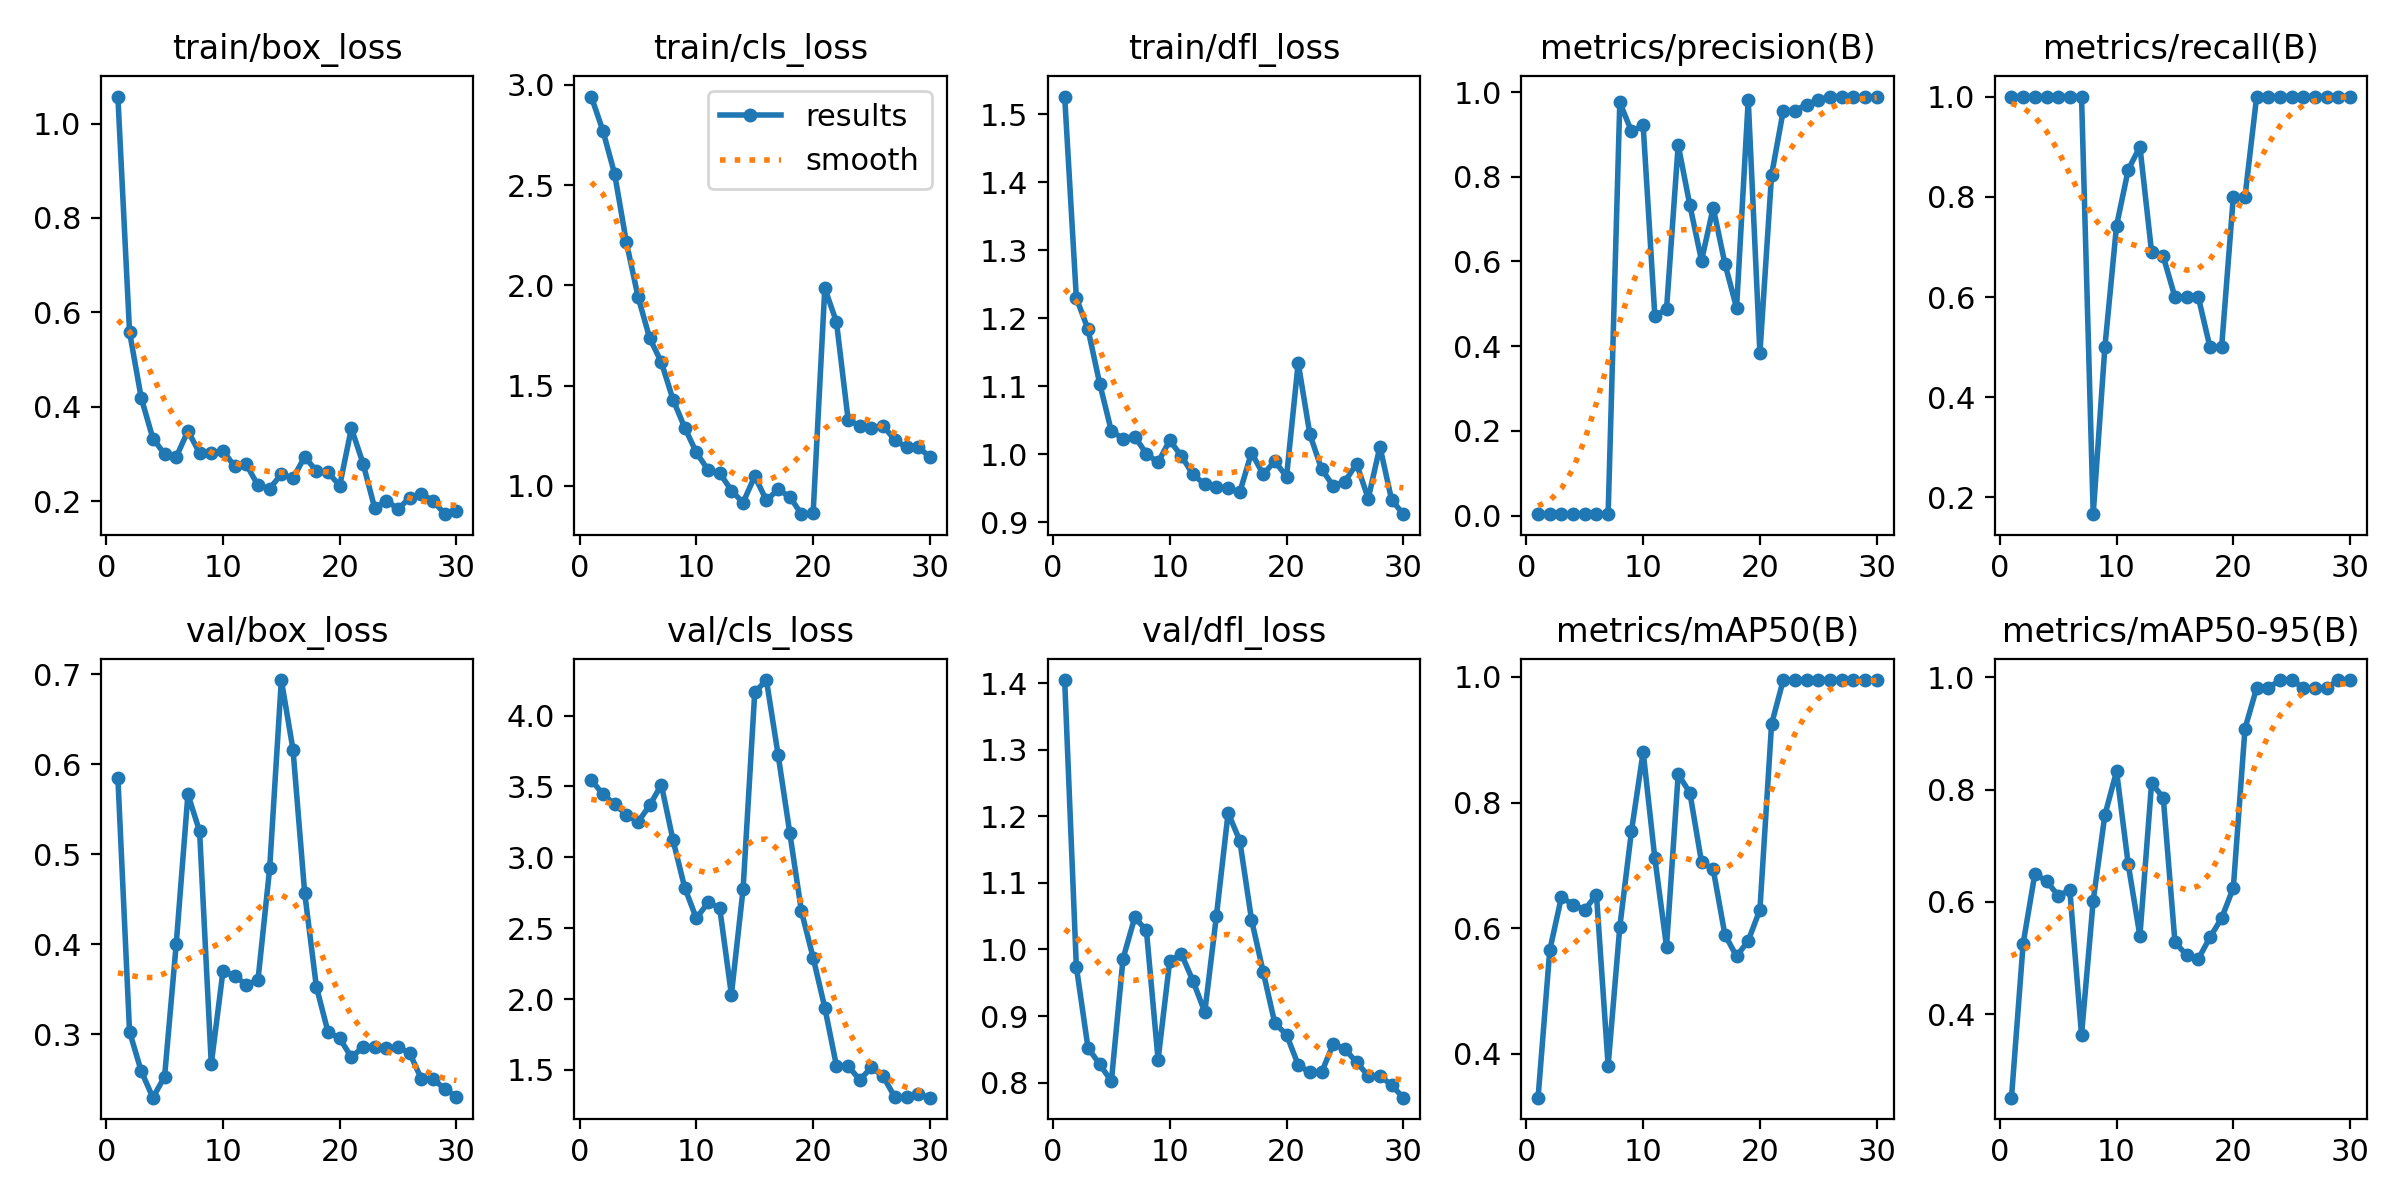 train/box_loss
train/cls_loss
train/dfl_loss
metrics/precision(B)
metrics/recall(B)
1.0
0.8
0.6
0.4
0.2
0 10 20 30
3.0
2.5
2.0
1.5
1.0
results
smooth
0 10 20 30
1.5
1.4
1.3
1.2
1.1
1.0
0.9
0 10 20 30
1.0
0.8
0.6
0.4
0.2
0.0
0 10 20 30
1.0
0.8
0.6
0.4
0.2
0 10 20 30
val/box_loss
val/cls_loss
val/dfl_loss
metrics/mAP50(B)
metrics/mAP50-95(B)
0.7
0.6
0.5
0.4
0.3
0 10 20 30
4.0
3.5
3.0
2.5
2.0
1.5
0 10 20 30
1.4
1.3
1.2
1.1
1.0
0.9
0.8
0 10 20 30
1.0
0.8
0.6
0.4
0 10 20 30
1.0
0.8
0.6
0.4
0 10 20 30